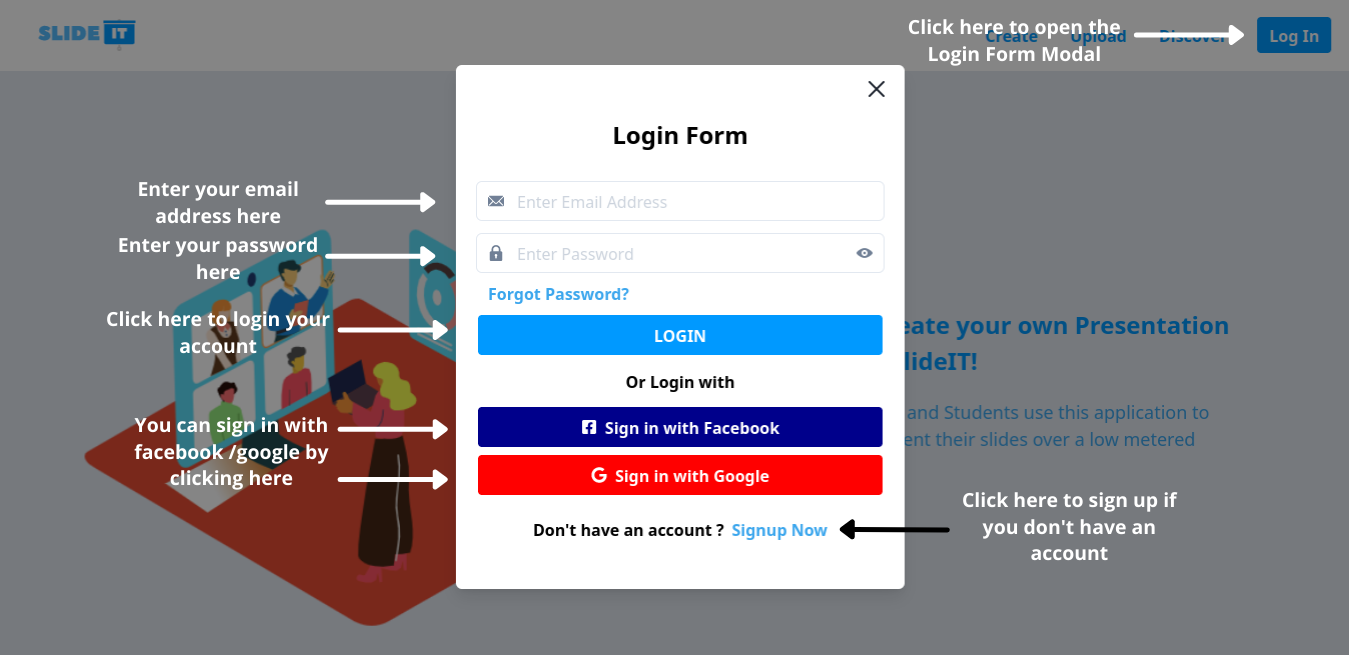 SLIDE IT
Create Upload Discover Log In
Click here to open the
Login Form Modal
Login Form
Enter your email
address here
Enter Email Address
Enter your password
here
Enter Password
Forgot Password?
Click here to login your
account
LOGIN
eate your own Presentation
lideIT!
Or Login with
and Students use this application to
ent their slides over a low metered
You can sign in with
facebook /google by
clicking here
Sign in with Facebook
Sign in with Google
Don't have an account ? Signup Now
Click here to sign up if
you don't have an
account